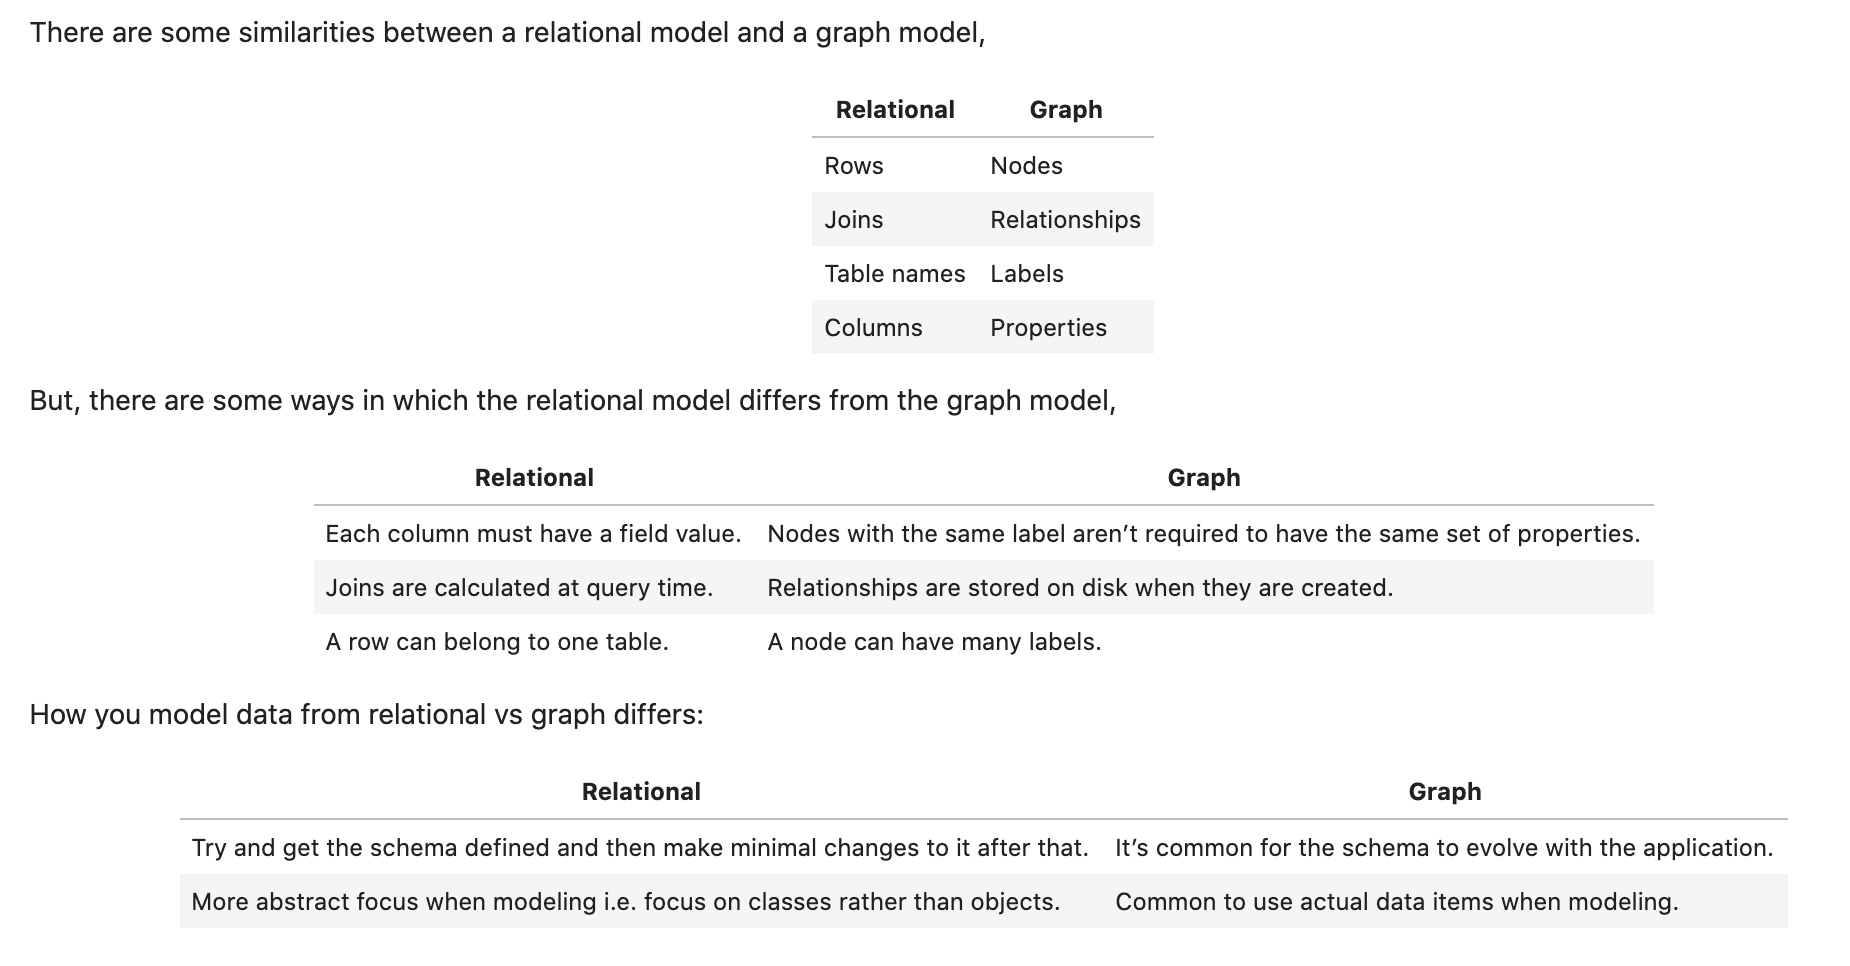 There are some similarities between a relational model and a graph model,
Relational Graph
Rows Nodes
Joins Relationships
Table names Labels
Columns Properties
But, there are some ways in which the relational model differs from the graph model,
Relational Graph
Each column must have a field value. Nodes with the same label aren’t required to have the same set of properties.
Joins are calculated at query time. Relationships are stored on disk when they are created.
A row can belong to one table. A node can have many labels.
How you model data from relational vs graph differs:
Relational Graph
Try and get the schema defined and then make minimal changes to it after that. It’s common for the schema to evolve with the application.
More abstract focus when modeling i.e. focus on classes rather than objects. Common to use actual data items when modeling.